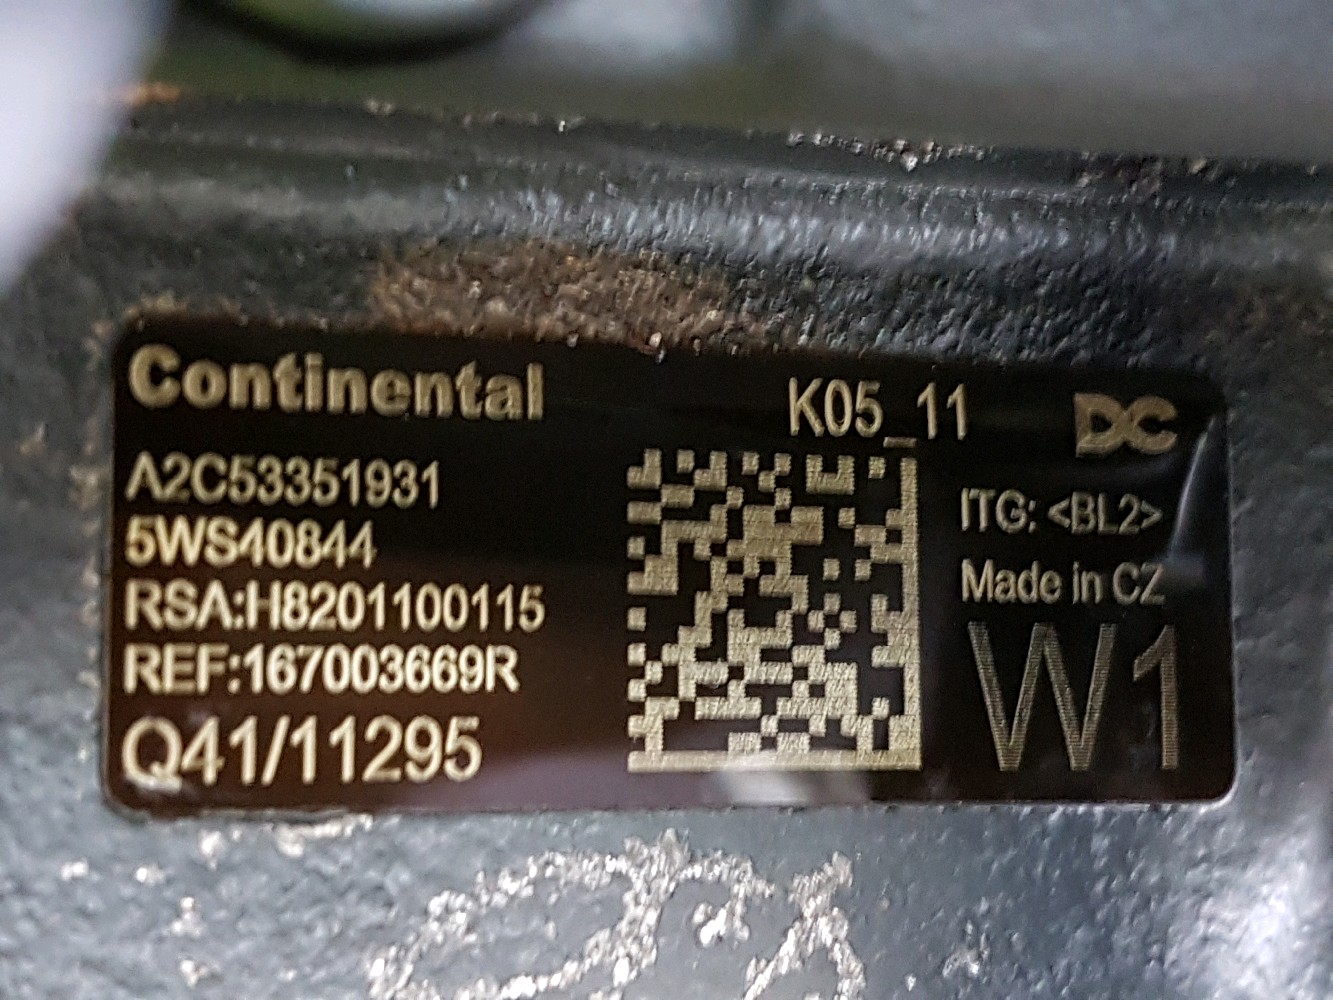 Continental
K05_11
DC
A2C53351931
5WS40844
RSA:H8201100115
REF:167003669R
Q41/11295
ITG: <BL2>
Made in CZ
W1